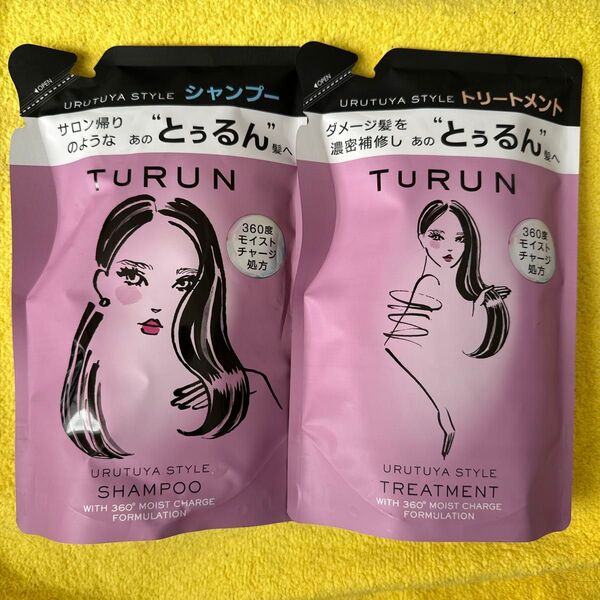 OPEN
URUTUYA STYLE シャンプー
サロン帰り
のような あの “とぅるん” 髪へ
TURUN
360度
モイスト
チャージ
処方
URUTUYA STYLE
SHAMPOO
WITH 360° MOIST CHARGE
FORMULATION
OPEN
URUTUYA STYLE トリートメント
ダメージ髪を
濃密補修し あの “とぅるん” 髪へ
TURUN
360度
モイスト
チャージ
処方
URUTUYA STYLE
TREATMENT
WITH 360° MOIST CHARGE
FORMULATION